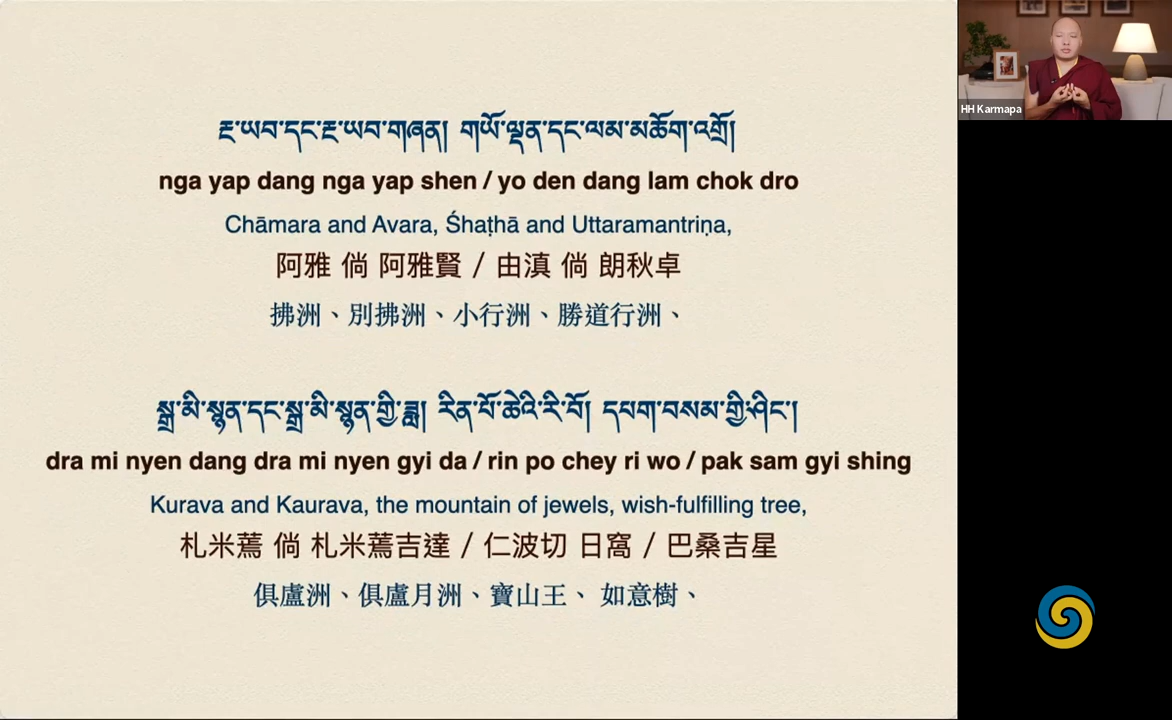 རྔ་ཡབ་དང་རྔ་ཡབ་གཞན། གཡོ་ལྡན་དང་ལམ་མཆོག་འགྲོ།
nga yap dang nga yap shen / yo den dang lam chok dro
Chāmara and Avara, Śhaṭhā and Uttaramantriṇa,
阿雅 倘 阿雅賢 / 由滇 倘 朗秋卓
拂洲、別拂洲、小行洲、勝道行洲、
སྒྲ་མི་སྙན་དང་སྒྲ་མི་སྙན་གྱི་ཟླ། རིན་པོ་ཆེའི་རི་བོ། དཔག་བསམ་གྱི་ཤིང་།
dra mi nyen dang dra mi nyen gyi da / rin po chey ri wo / pak sam gyi shing
Kurava and Kaurava, the mountain of jewels, wish-fulfilling tree,
札米蔫 倘 札米蔫吉達 / 仁波切 日窩 / 巴桑吉星
俱盧洲、俱盧月洲、寶山王、 如意樹、
HH Karmapa